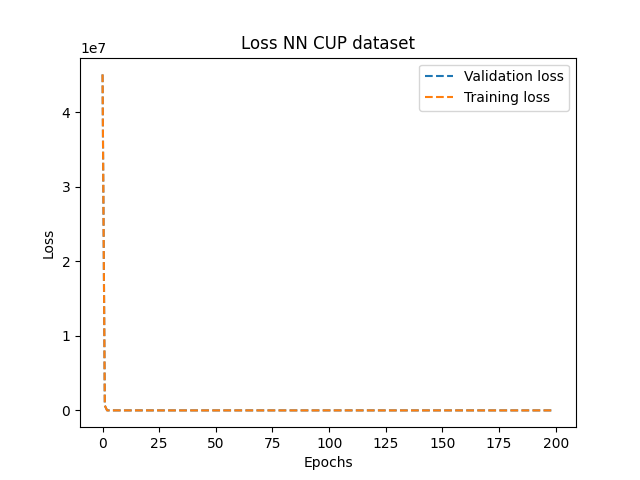 Loss NN CUP dataset
1e7
Validation loss
Training loss
4
3
2
1
0
Loss
0 25 50 75 100 125 150 175 200
Epochs